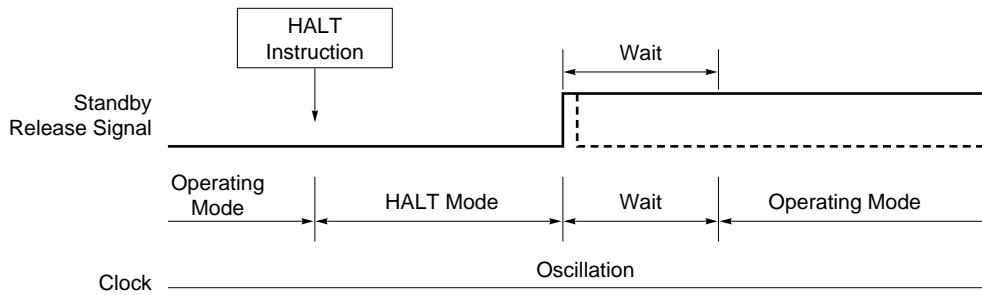 HALT
Instruction
Wait
Standby
Release Signal
Operating
Mode
HALT Mode
Wait
Operating Mode
Oscillation
Clock